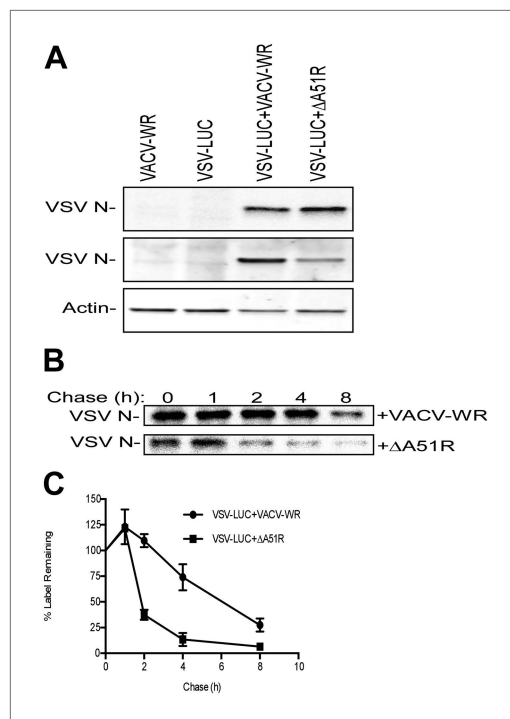 A
VACV-WR
VSV-LUC
VSV-LUC+VACV-WR
VSV-LUC+ΔA51R
VSV N-
VSV N-
Actin-
B
Chase (h): 0 1 2 4 8
VSV N- +VACV-WR
VSV N- +ΔA51R
C
150
125
100
75
50
25
0
% Label Remaining
VSV-LUC+VACV-WR
VSV-LUC+ΔA51R
0 2 4 6 8 10
Chase (h)